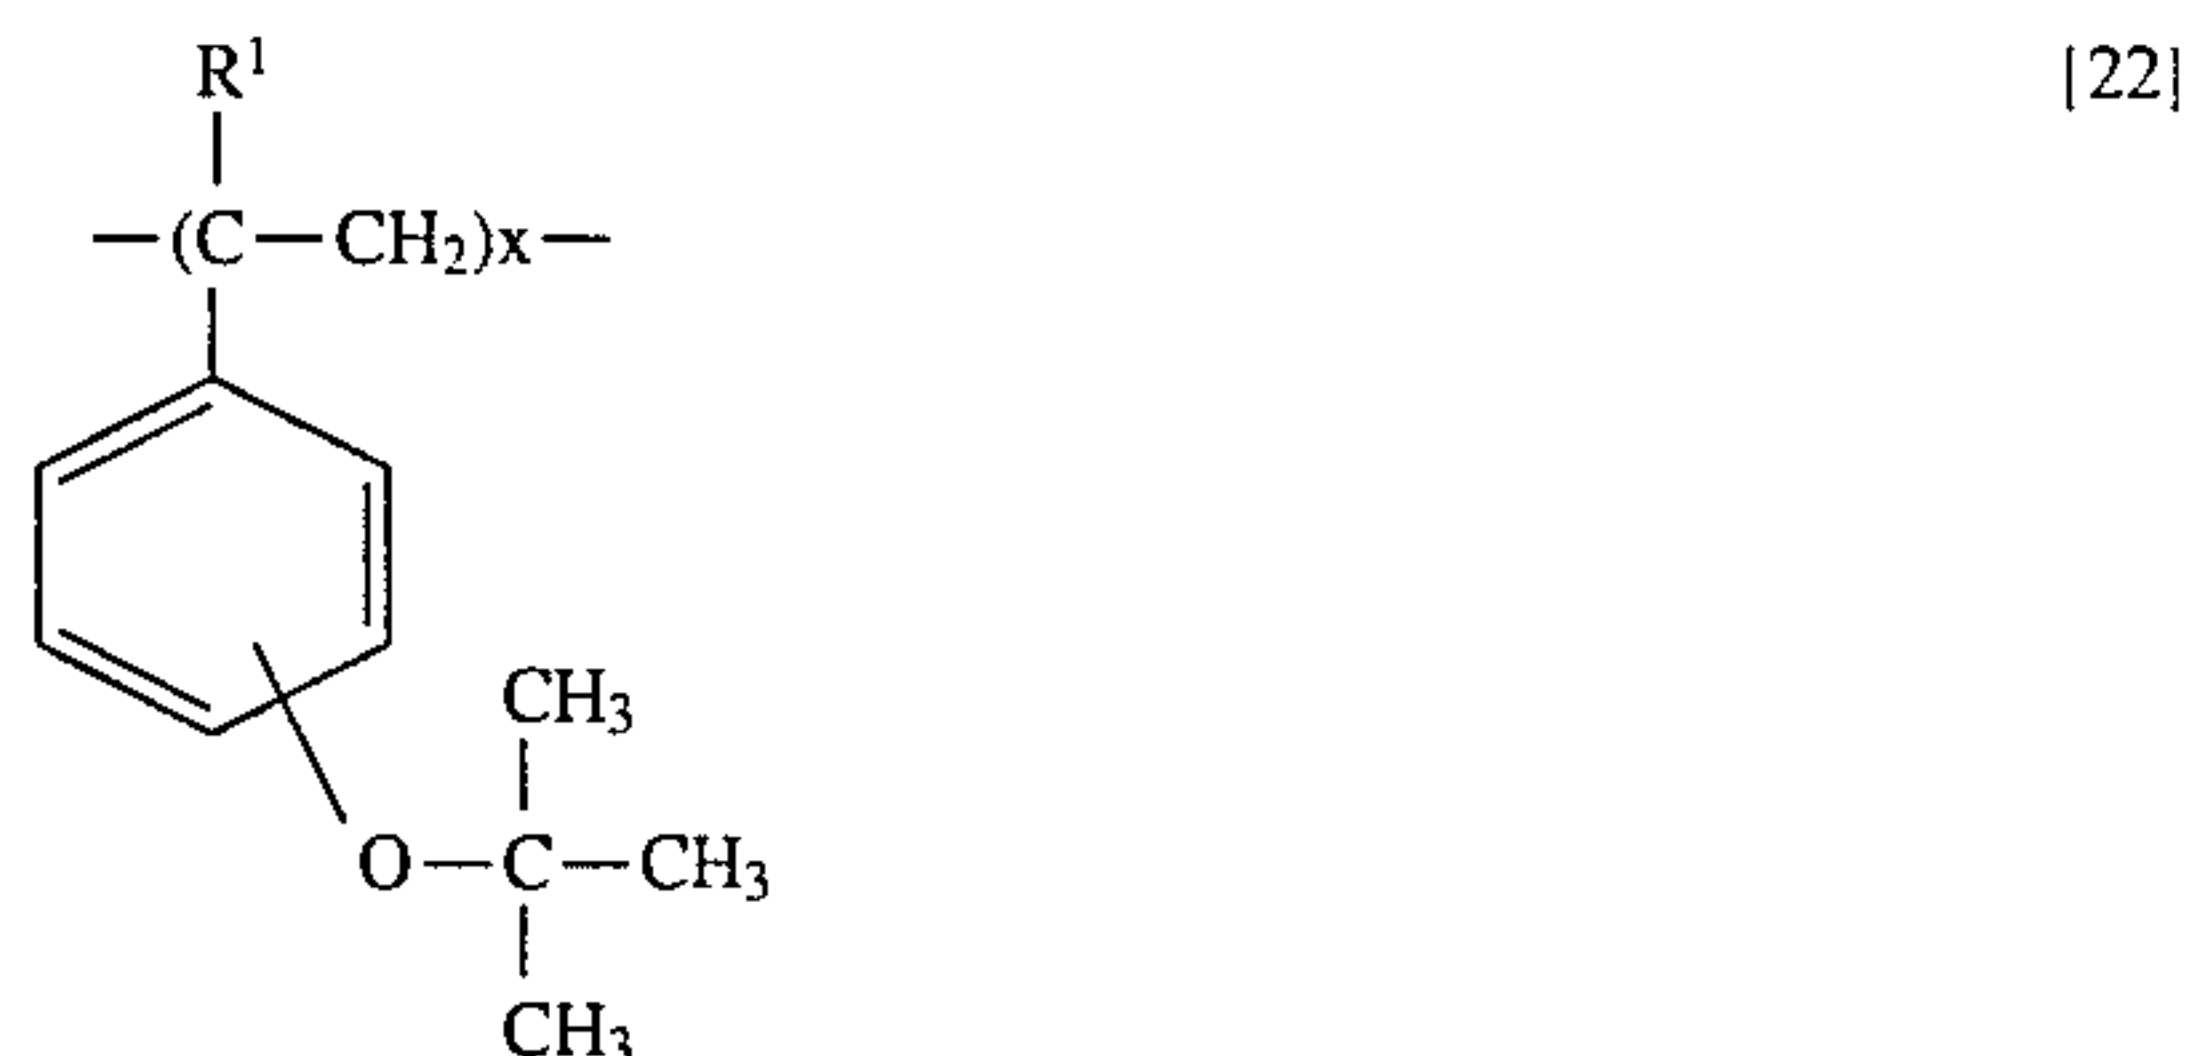 R¹ [22]
—(C—CH₂)x—
CH₃
O—C—CH₃
CH₃